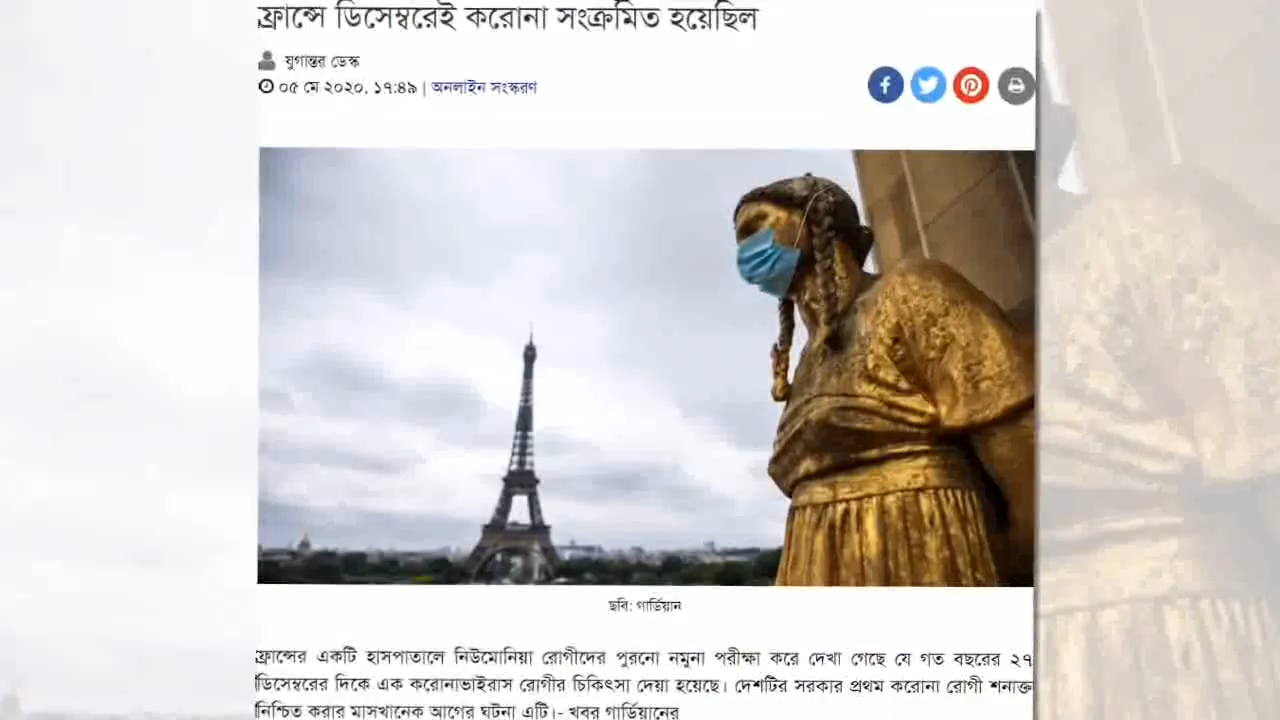 ফ্রান্সে ডিসেম্বরেই করোনা সংক্রমিত হয়েছিল
যুগান্তর ডেস্ক
০৫ মে ২০২০, ১৭:৪৯ | অনলাইন সংস্করণ
ছবি: গার্ডিয়ান
ফ্রান্সের একটি হাসপাতালে নিউমোনিয়া রোগীদের পুরনো নমুনা পরীক্ষা করে দেখা গেছে যে গত বছরের ২৭
ডিসেম্বরের দিকে এক করোনাভাইরাস রোগীর চিকিৎসা দেয়া হয়েছে। দেশটির সরকার প্রথম করোনা রোগী শনাক্ত
নিশ্চিত করার মাসখানেক আগের ঘটনা এটি।- খবর গার্ডিয়ানের